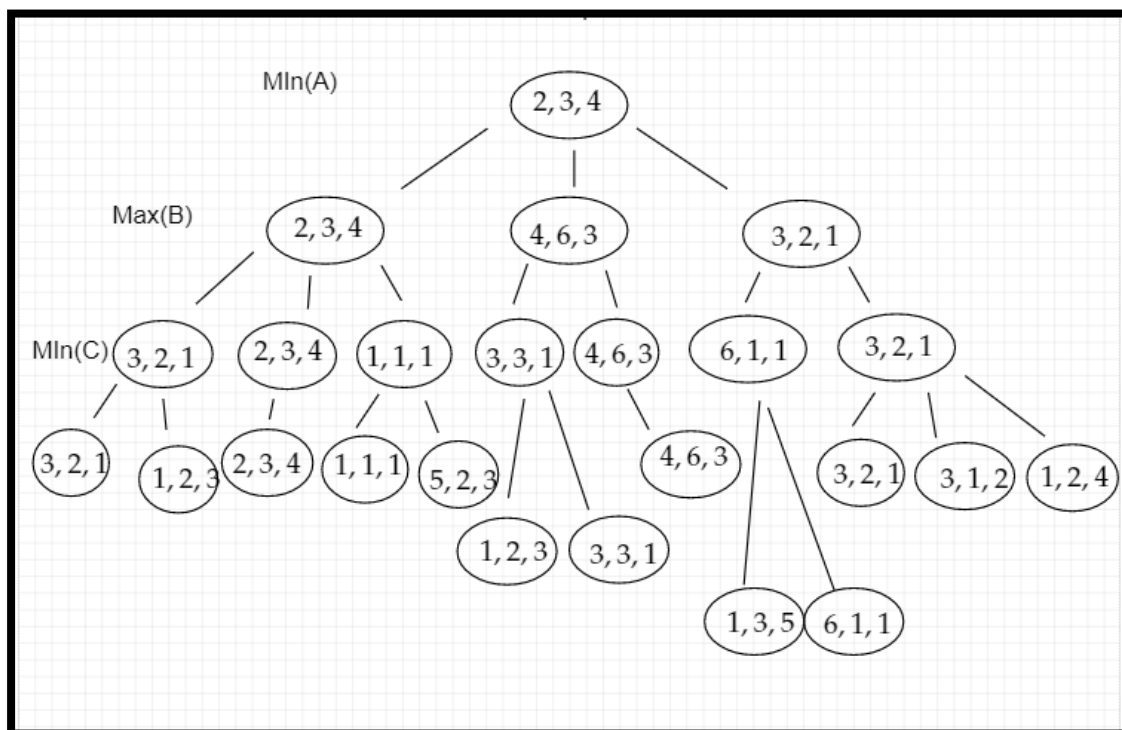 MIn(A)
2, 3, 4
Max(B)
2, 3, 4
4, 6, 3
3, 2, 1
MIn(C)
3, 2, 1
2, 3, 4
1, 1, 1
3, 3, 1
4, 6, 3
6, 1, 1
3, 2, 1
3, 2, 1
1, 2, 3
2, 3, 4
1, 1, 1
5, 2, 3
4, 6, 3
3, 2, 1
3, 1, 2
1, 2, 4
1, 2, 3
3, 3, 1
1, 3, 5
6, 1, 1